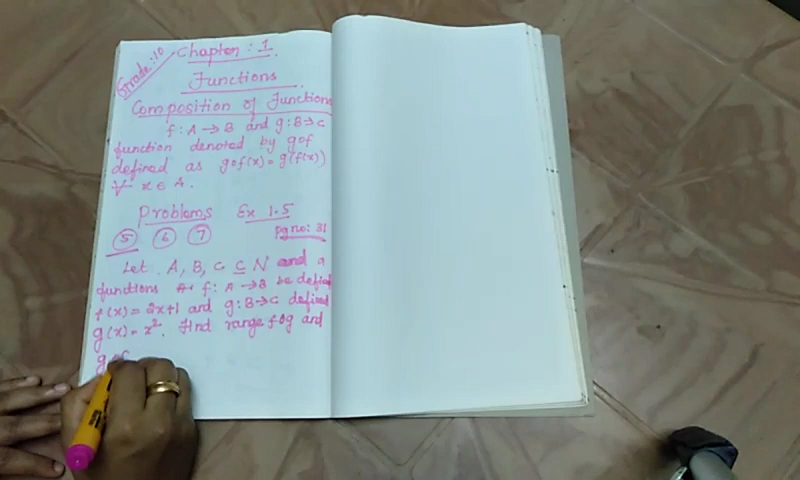 Grade: 10
Chapter : 1
Functions
Composition of Functions
f : A → B and g : B → C
function denoted by gof
defined as gof(x) = g(f(x))
∀ x ∈ A.
Problems Ex 1.5
5 6 7 pg no: 31
Let A, B, C ⊆ N and a
functions f : A → B be defined
f(x) = 2x+1 and g : B → C defined
g(x) = x². Find range fog and
gof